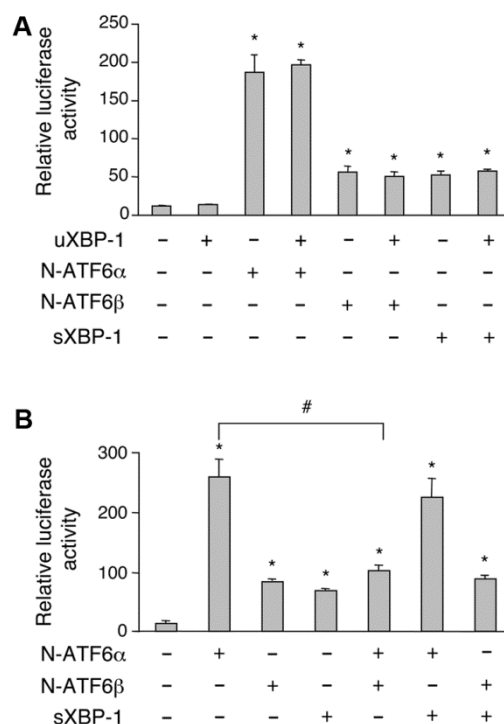 A
Relative luciferase
activity
250
200
150
100
50
0
* * * * * *
uXBP-1 – + – + – + – +
N-ATF6α – – + + – – – –
N-ATF6β – – – – + + – –
sXBP-1 – – – – – – + +
B
#
Relative luciferase
activity
300
200
100
0
* * * * * *
N-ATF6α – + – – + + –
N-ATF6β – – + – + – +
sXBP-1 – – – + – + +